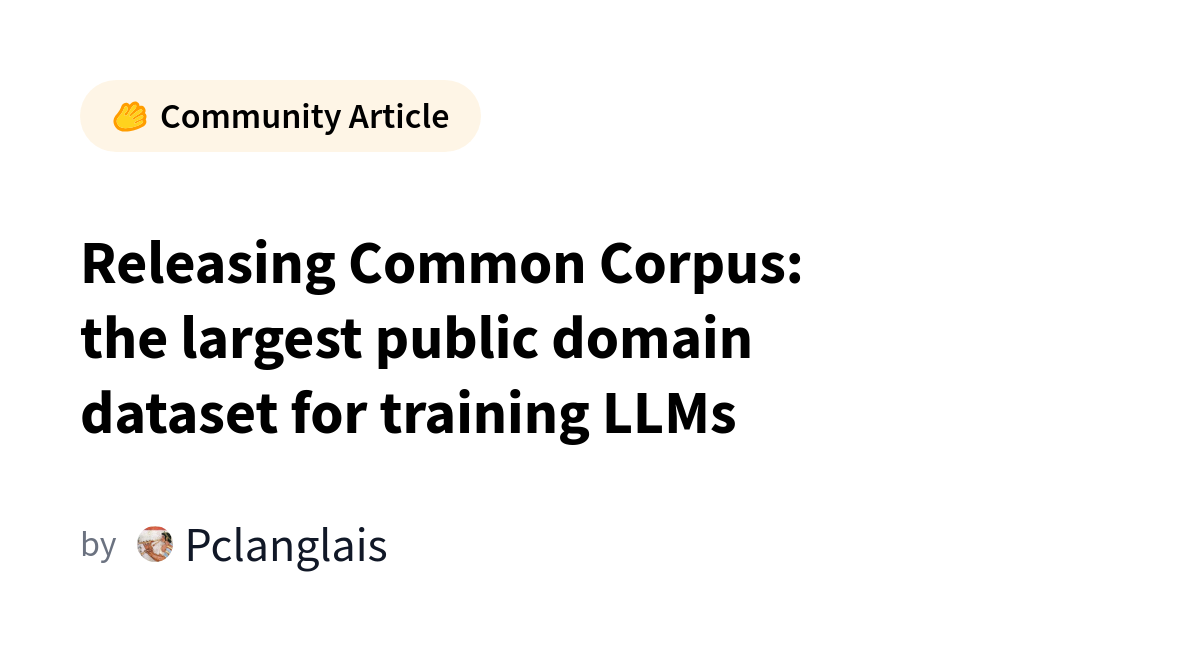 Community Article
Releasing Common Corpus:
the largest public domain
dataset for training LLMs
by Pclanglais